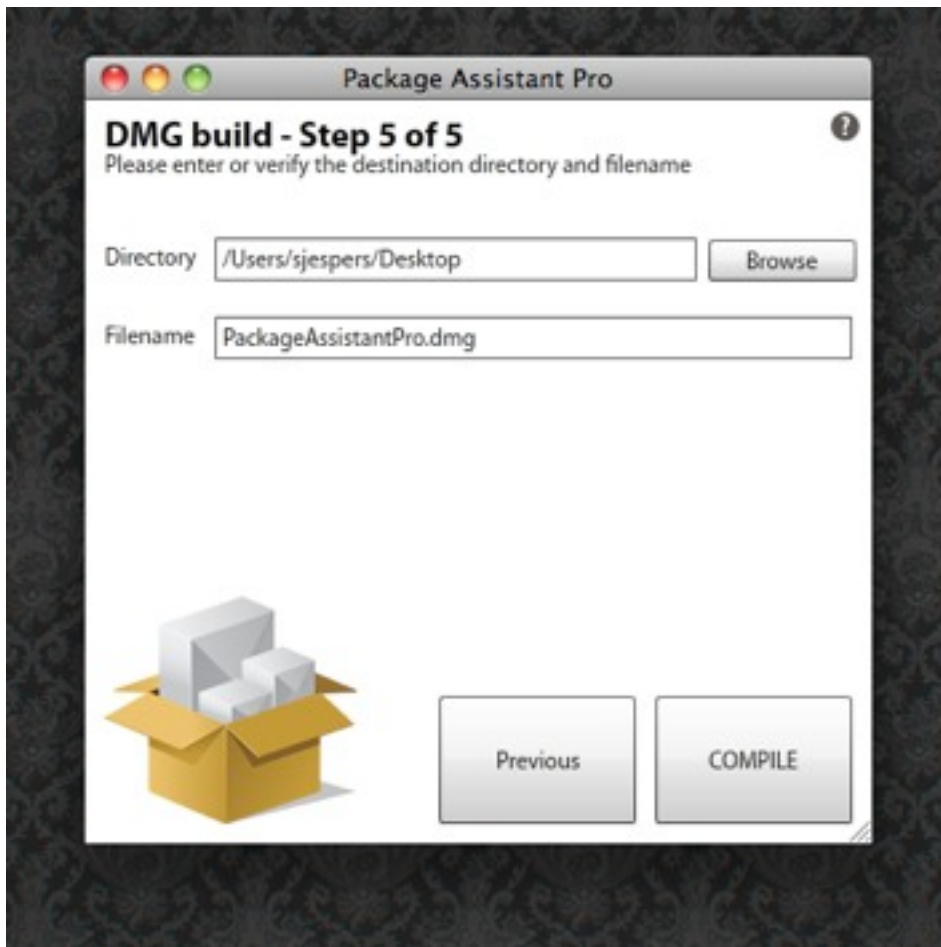 Package Assistant Pro
DMG build - Step 5 of 5
?
Please enter or verify the destination directory and filename
Directory /Users/sjespers/Desktop Browse
Filename PackageAssistantPro.dmg
Previous COMPILE